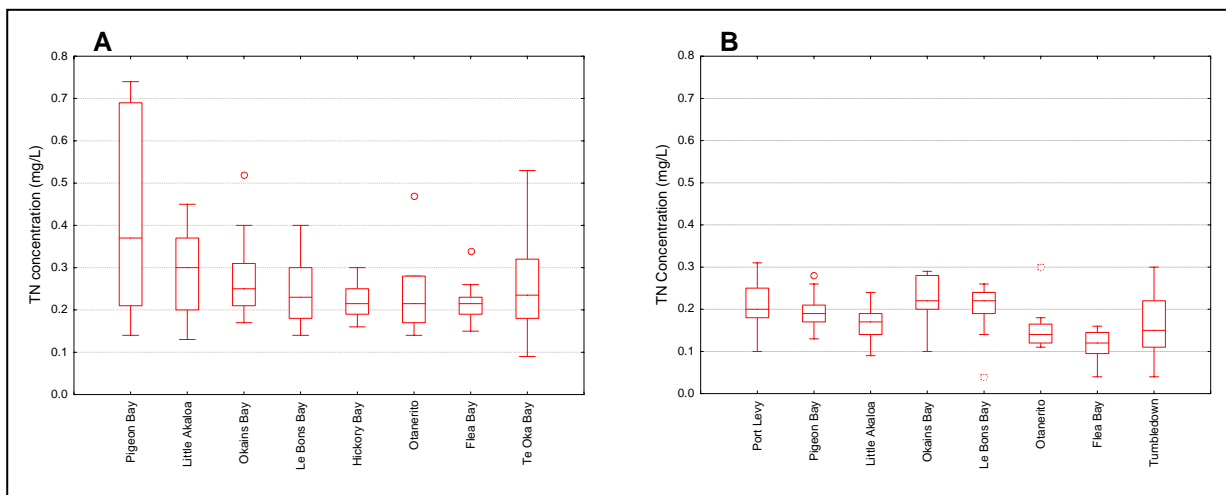 A
TN concentration (mg/L)
0.8
0.7
0.6
0.5
0.4
0.3
0.2
0.1
0.0
Pigeon Bay
Little Akaloa
Okains Bay
Le Bons Bay
Hickory Bay
Otanerito
Flea Bay
Te Oka Bay
B
TN Concentration (mg/L)
0.8
0.7
0.6
0.5
0.4
0.3
0.2
0.1
0.0
Port Levy
Pigeon Bay
Little Akaloa
Okains Bay
Le Bons Bay
Otanerito
Flea Bay
Tumbledown